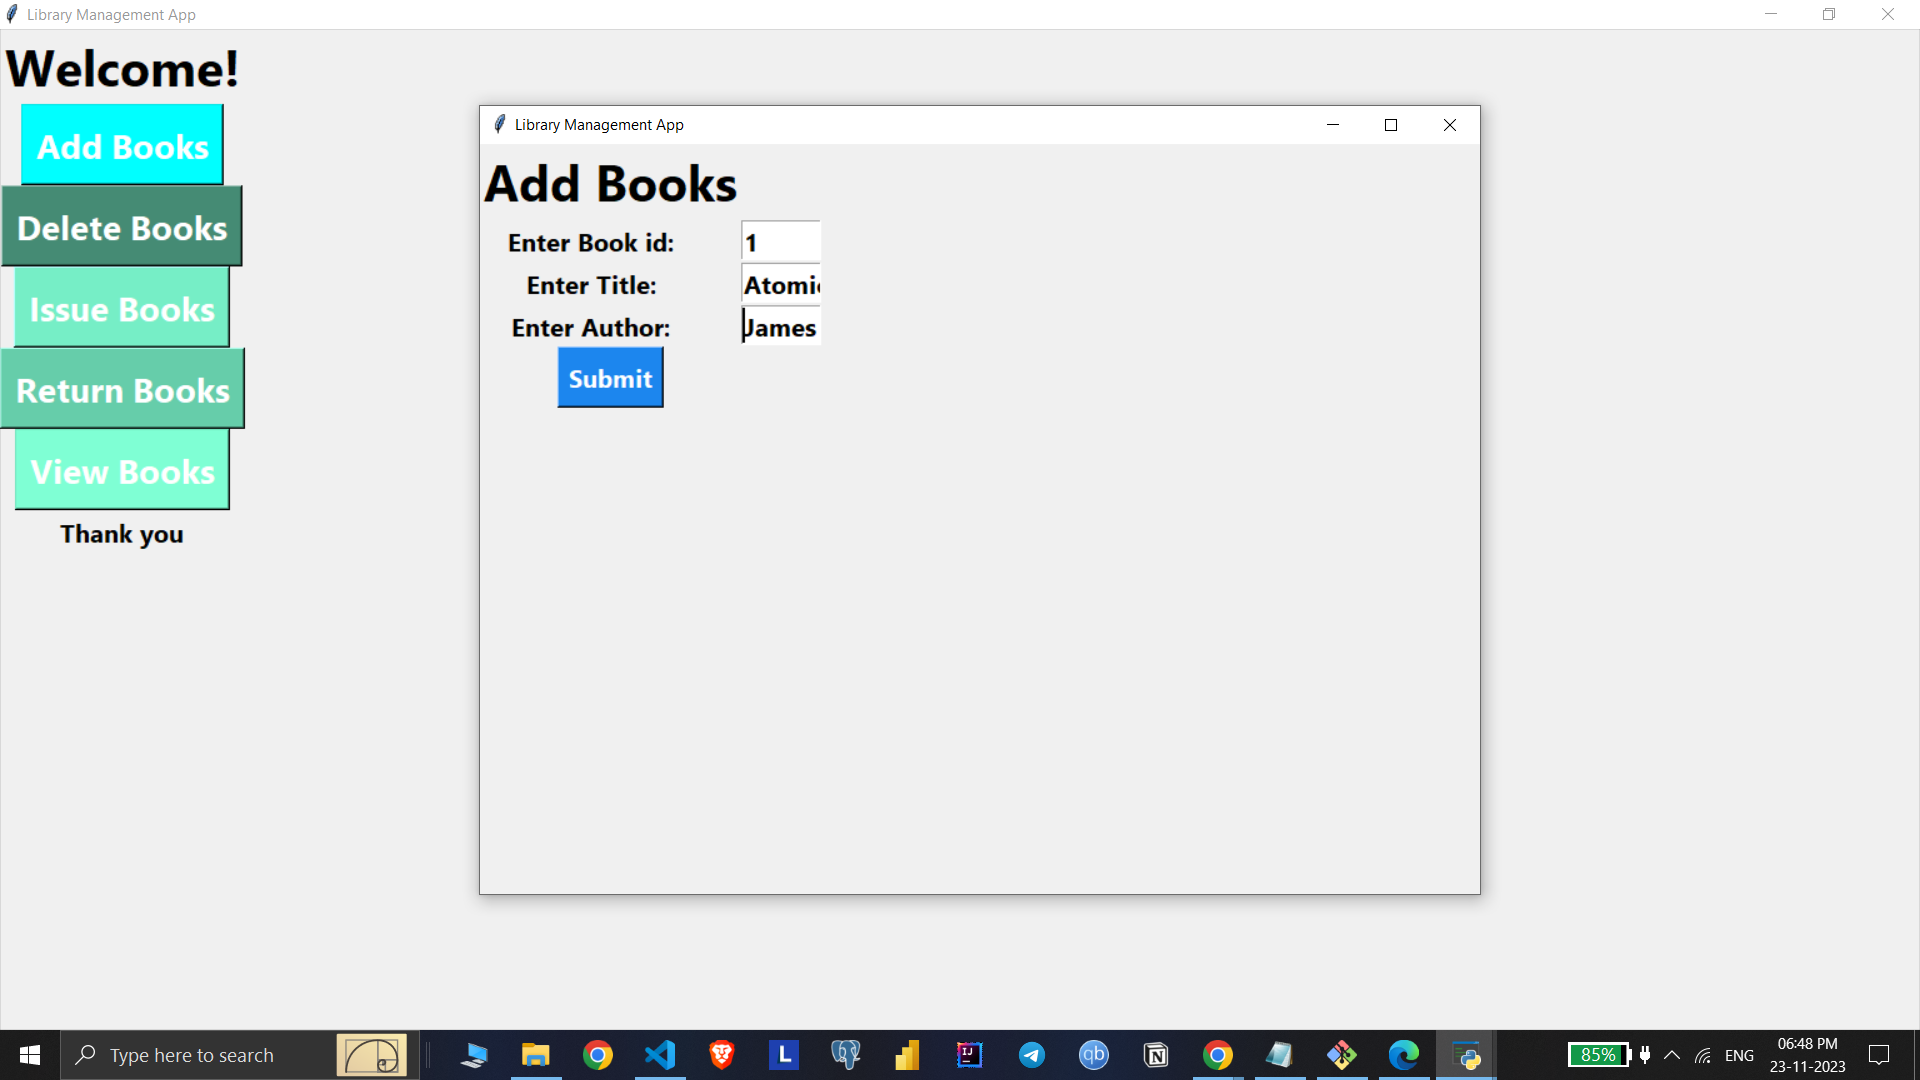 Library Management App
Welcome!
Add Books
Delete Books
Issue Books
Return Books
View Books
Thank you
Library Management App
Add Books
Enter Book id: 1
Enter Title:
Enter Author: James
Submit
Type here to search
L
IJ
qb
N
85%
ENG
06:48 PM
23-11-2023